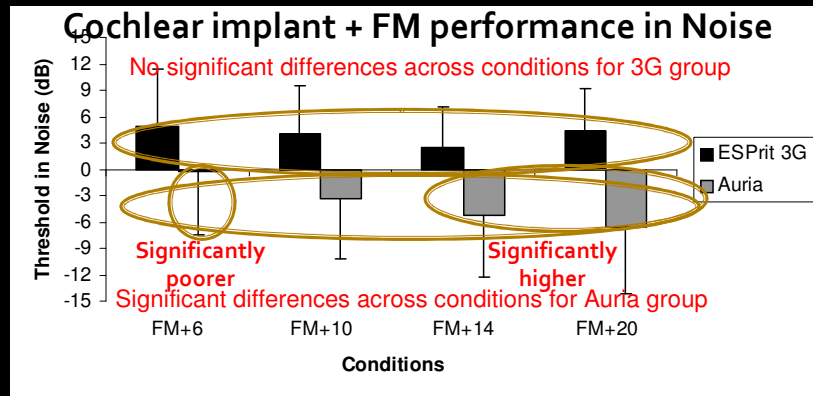 Cochlear implant + FM performance in Noise
15
12
9
6
3
0
-3
-6
-9
-12
-15
Threshold in Noise (dB)
No significant differences across conditions for 3G group
ESPrit 3G
Auria
Significantly
poorer
Significantly
higher
Significant differences across conditions for Auria group
FM+6 FM+10 FM+14 FM+20
Conditions